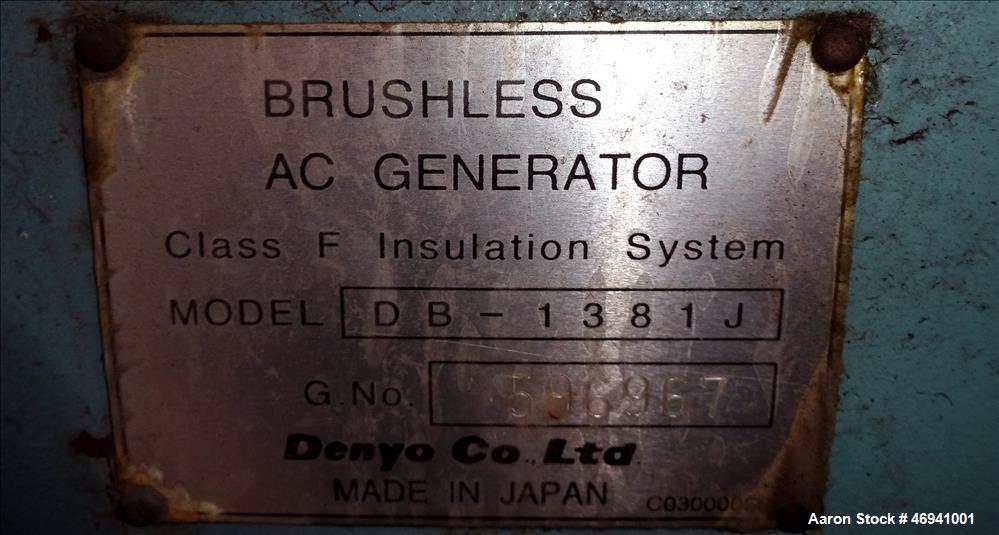 BRUSHLESS
AC GENERATOR
Class F Insulation System
MODEL DB-1381J
G.No. 506967
Denyo Co.,Ltd.
MADE IN JAPAN
Aaron Stock # 46941001